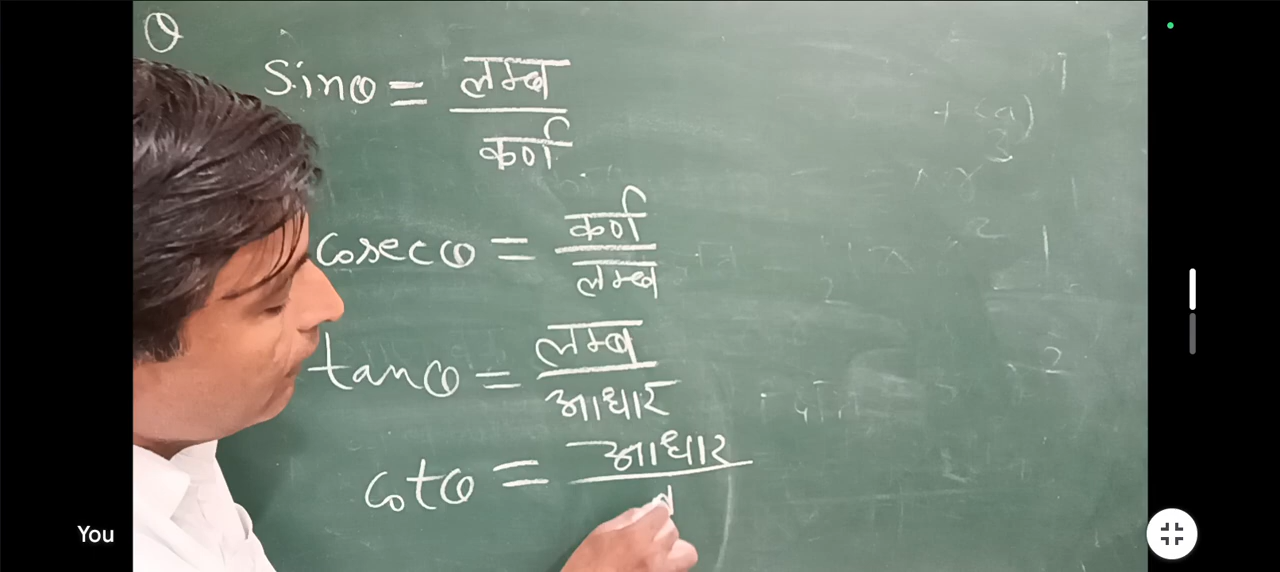 θ
Sinθ = लम्ब / कर्ण
Cosecθ = कर्ण / लम्ब
tanθ = लम्ब / आधार
Cotθ = आधार
You